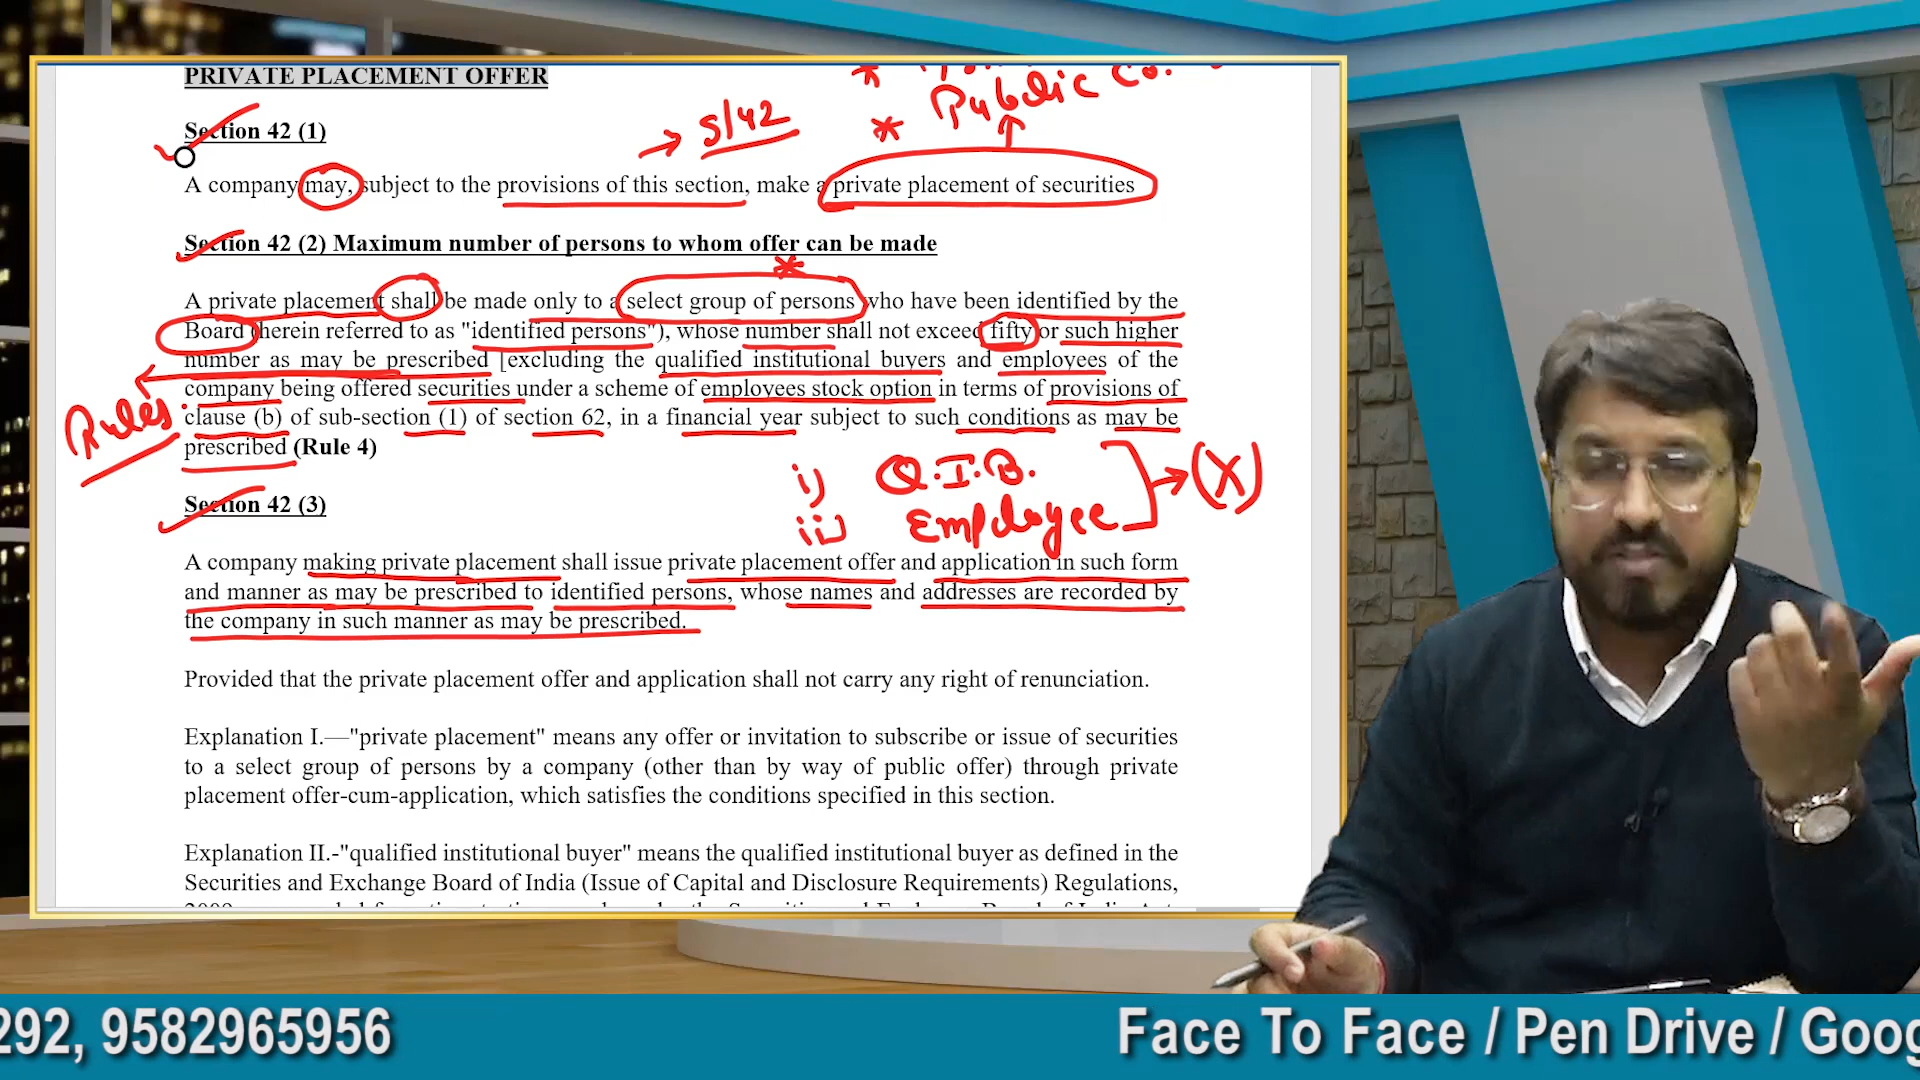 PRIVATE PLACEMENT OFFER
Public Co.
Section 42 (1)
S/42
A company may, subject to the provisions of this section, make a private placement of securities
Section 42 (2) Maximum number of persons to whom offer can be made
A private placement shall be made only to a select group of persons who have been identified by the
Board (herein referred to as "identified persons"), whose number shall not exceed fifty or such higher
number as may be prescribed [excluding the qualified institutional buyers and employees of the
company being offered securities under a scheme of employees stock option in terms of provisions of
Rules
clause (b) of sub-section (1) of section 62, in a financial year subject to such conditions as may be
prescribed (Rule 4)
i) Q.I.B.
ii) Employee
(X)
Section 42 (3)
A company making private placement shall issue private placement offer and application in such form
and manner as may be prescribed to identified persons, whose names and addresses are recorded by
the company in such manner as may be prescribed.
Provided that the private placement offer and application shall not carry any right of renunciation.
Explanation I.—"private placement" means any offer or invitation to subscribe or issue of securities
to a select group of persons by a company (other than by way of public offer) through private
placement offer-cum-application, which satisfies the conditions specified in this section.
Explanation II.-"qualified institutional buyer" means the qualified institutional buyer as defined in the
Securities and Exchange Board of India (Issue of Capital and Disclosure Requirements) Regulations,
292, 9582965956
Face To Face / Pen Drive / Goog